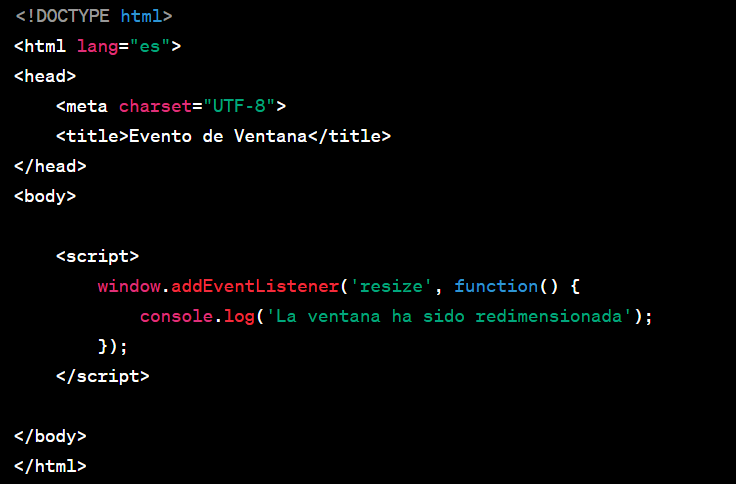 <!DOCTYPE html>
<html lang="es">
<head>
    <meta charset="UTF-8">
    <title>Evento de Ventana</title>
</head>
<body>

    <script>
        window.addEventListener('resize', function() {
            console.log('La ventana ha sido redimensionada');
        });
    </script>

</body>
</html>